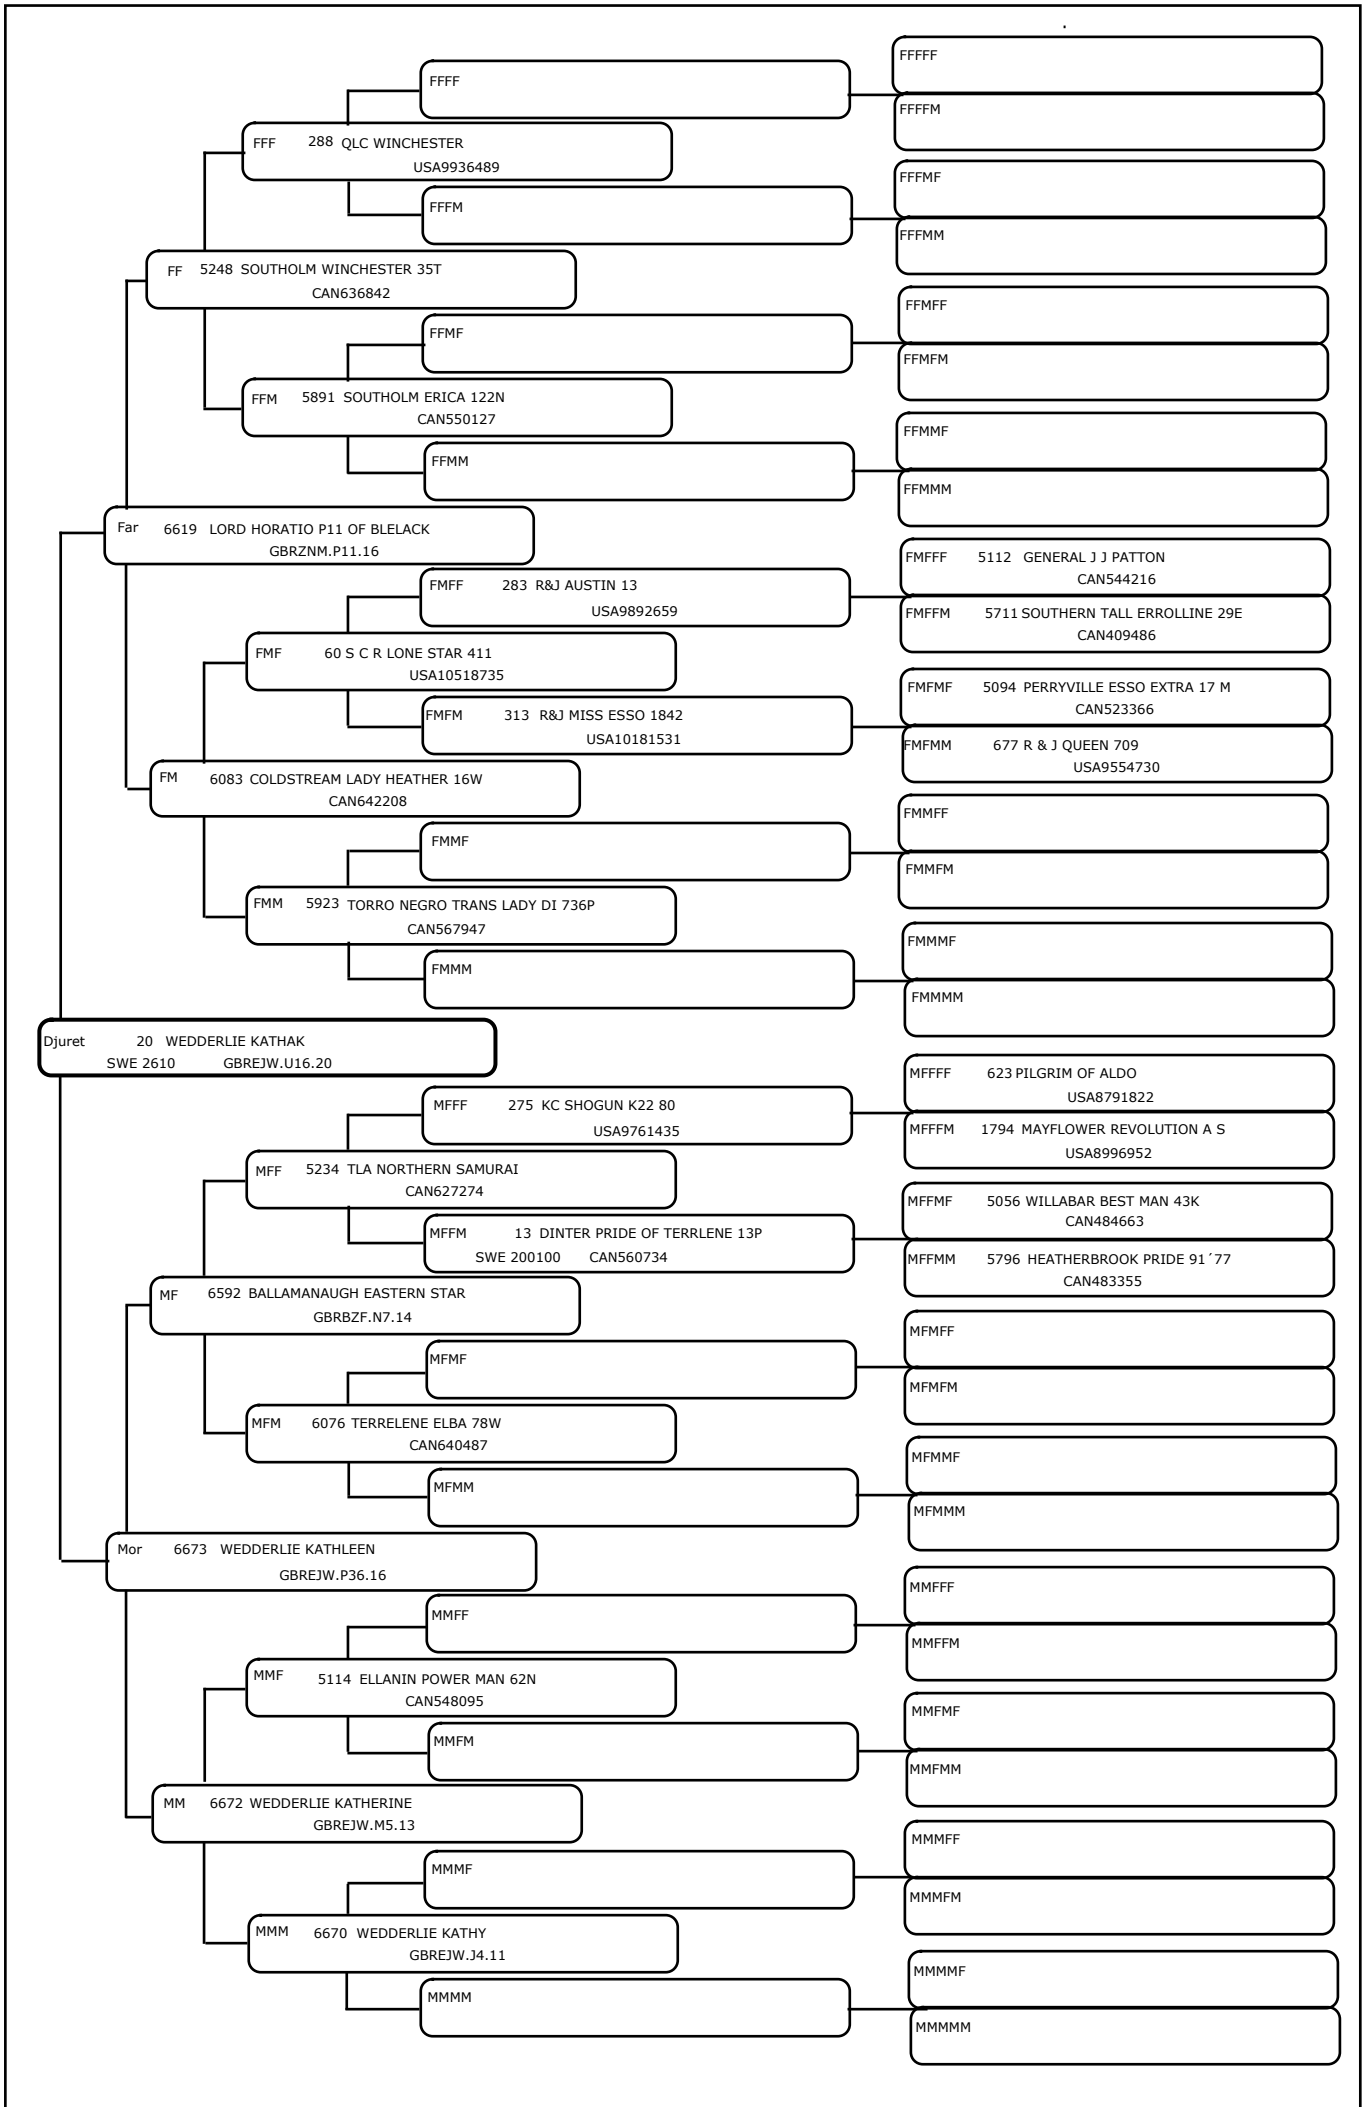 FFFFF
FFFF
FFFFM
FFF 288 QLC WINCHESTER
USA9936489
FFFMF
FFFM
FFFMM
FF 5248 SOUTHOLM WINCHESTER 35T
CAN636842
FFMFF
FFMF
FFMFM
FFM 5891 SOUTHOLM ERICA 122N
CAN550127
FFMMF
FFMM
FFMMM
Far 6619 LORD HORATIO P11 OF BLELACK
GBRZNM.P11.16
FMFFF 5112 GENERAL J J PATTON
CAN544216
FMFF 283 R&J AUSTIN 13
USA9892659
FMFFM 5711 SOUTHERN TALL ERROLLINE 29E
CAN409486
FMF 60 S C R LONE STAR 411
USA10518735
FMFMF 5094 PERRYVILLE ESSO EXTRA 17 M
CAN523366
FMFM 313 R&J MISS ESSO 1842
USA10181531
FMFMM 677 R & J QUEEN 709
USA9554730
FM 6083 COLDSTREAM LADY HEATHER 16W
CAN642208
FMMFF
FMMF
FMMFM
FMM 5923 TORRO NEGRO TRANS LADY DI 736P
CAN567947
FMMMF
FMMM
FMMMM
Djuret 20 WEDDERLIE KATHAK
SWE 2610 GBREJW.U16.20
MFFFF 623 PILGRIM OF ALDO
USA8791822
MFFF 275 KC SHOGUN K22 80
USA9761435
MFFFM 1794 MAYFLOWER REVOLUTION A S
USA8996952
MFF 5234 TLA NORTHERN SAMURAI
CAN627274
MFFMF 5056 WILLABAR BEST MAN 43K
CAN484663
MFFM 13 DINTER PRIDE OF TERRLENE 13P
SWE 200100 CAN560734
MFFMM 5796 HEATHERBROOK PRIDE 91´77
CAN483355
MF 6592 BALLAMANAUGH EASTERN STAR
GBRBZF.N7.14
MFMFF
MFMF
MFMFM
MFM 6076 TERRELENE ELBA 78W
CAN640487
MFMMF
MFMM
MFMMM
Mor 6673 WEDDERLIE KATHLEEN
GBREJW.P36.16
MMFFF
MMFF
MMFFM
MMF 5114 ELLANIN POWER MAN 62N
CAN548095
MMFMF
MMFM
MMFMM
MM 6672 WEDDERLIE KATHERINE
GBREJW.M5.13
MMMFF
MMMF
MMMFM
MMM 6670 WEDDERLIE KATHY
GBREJW.J4.11
MMMMF
MMMM
MMMMM